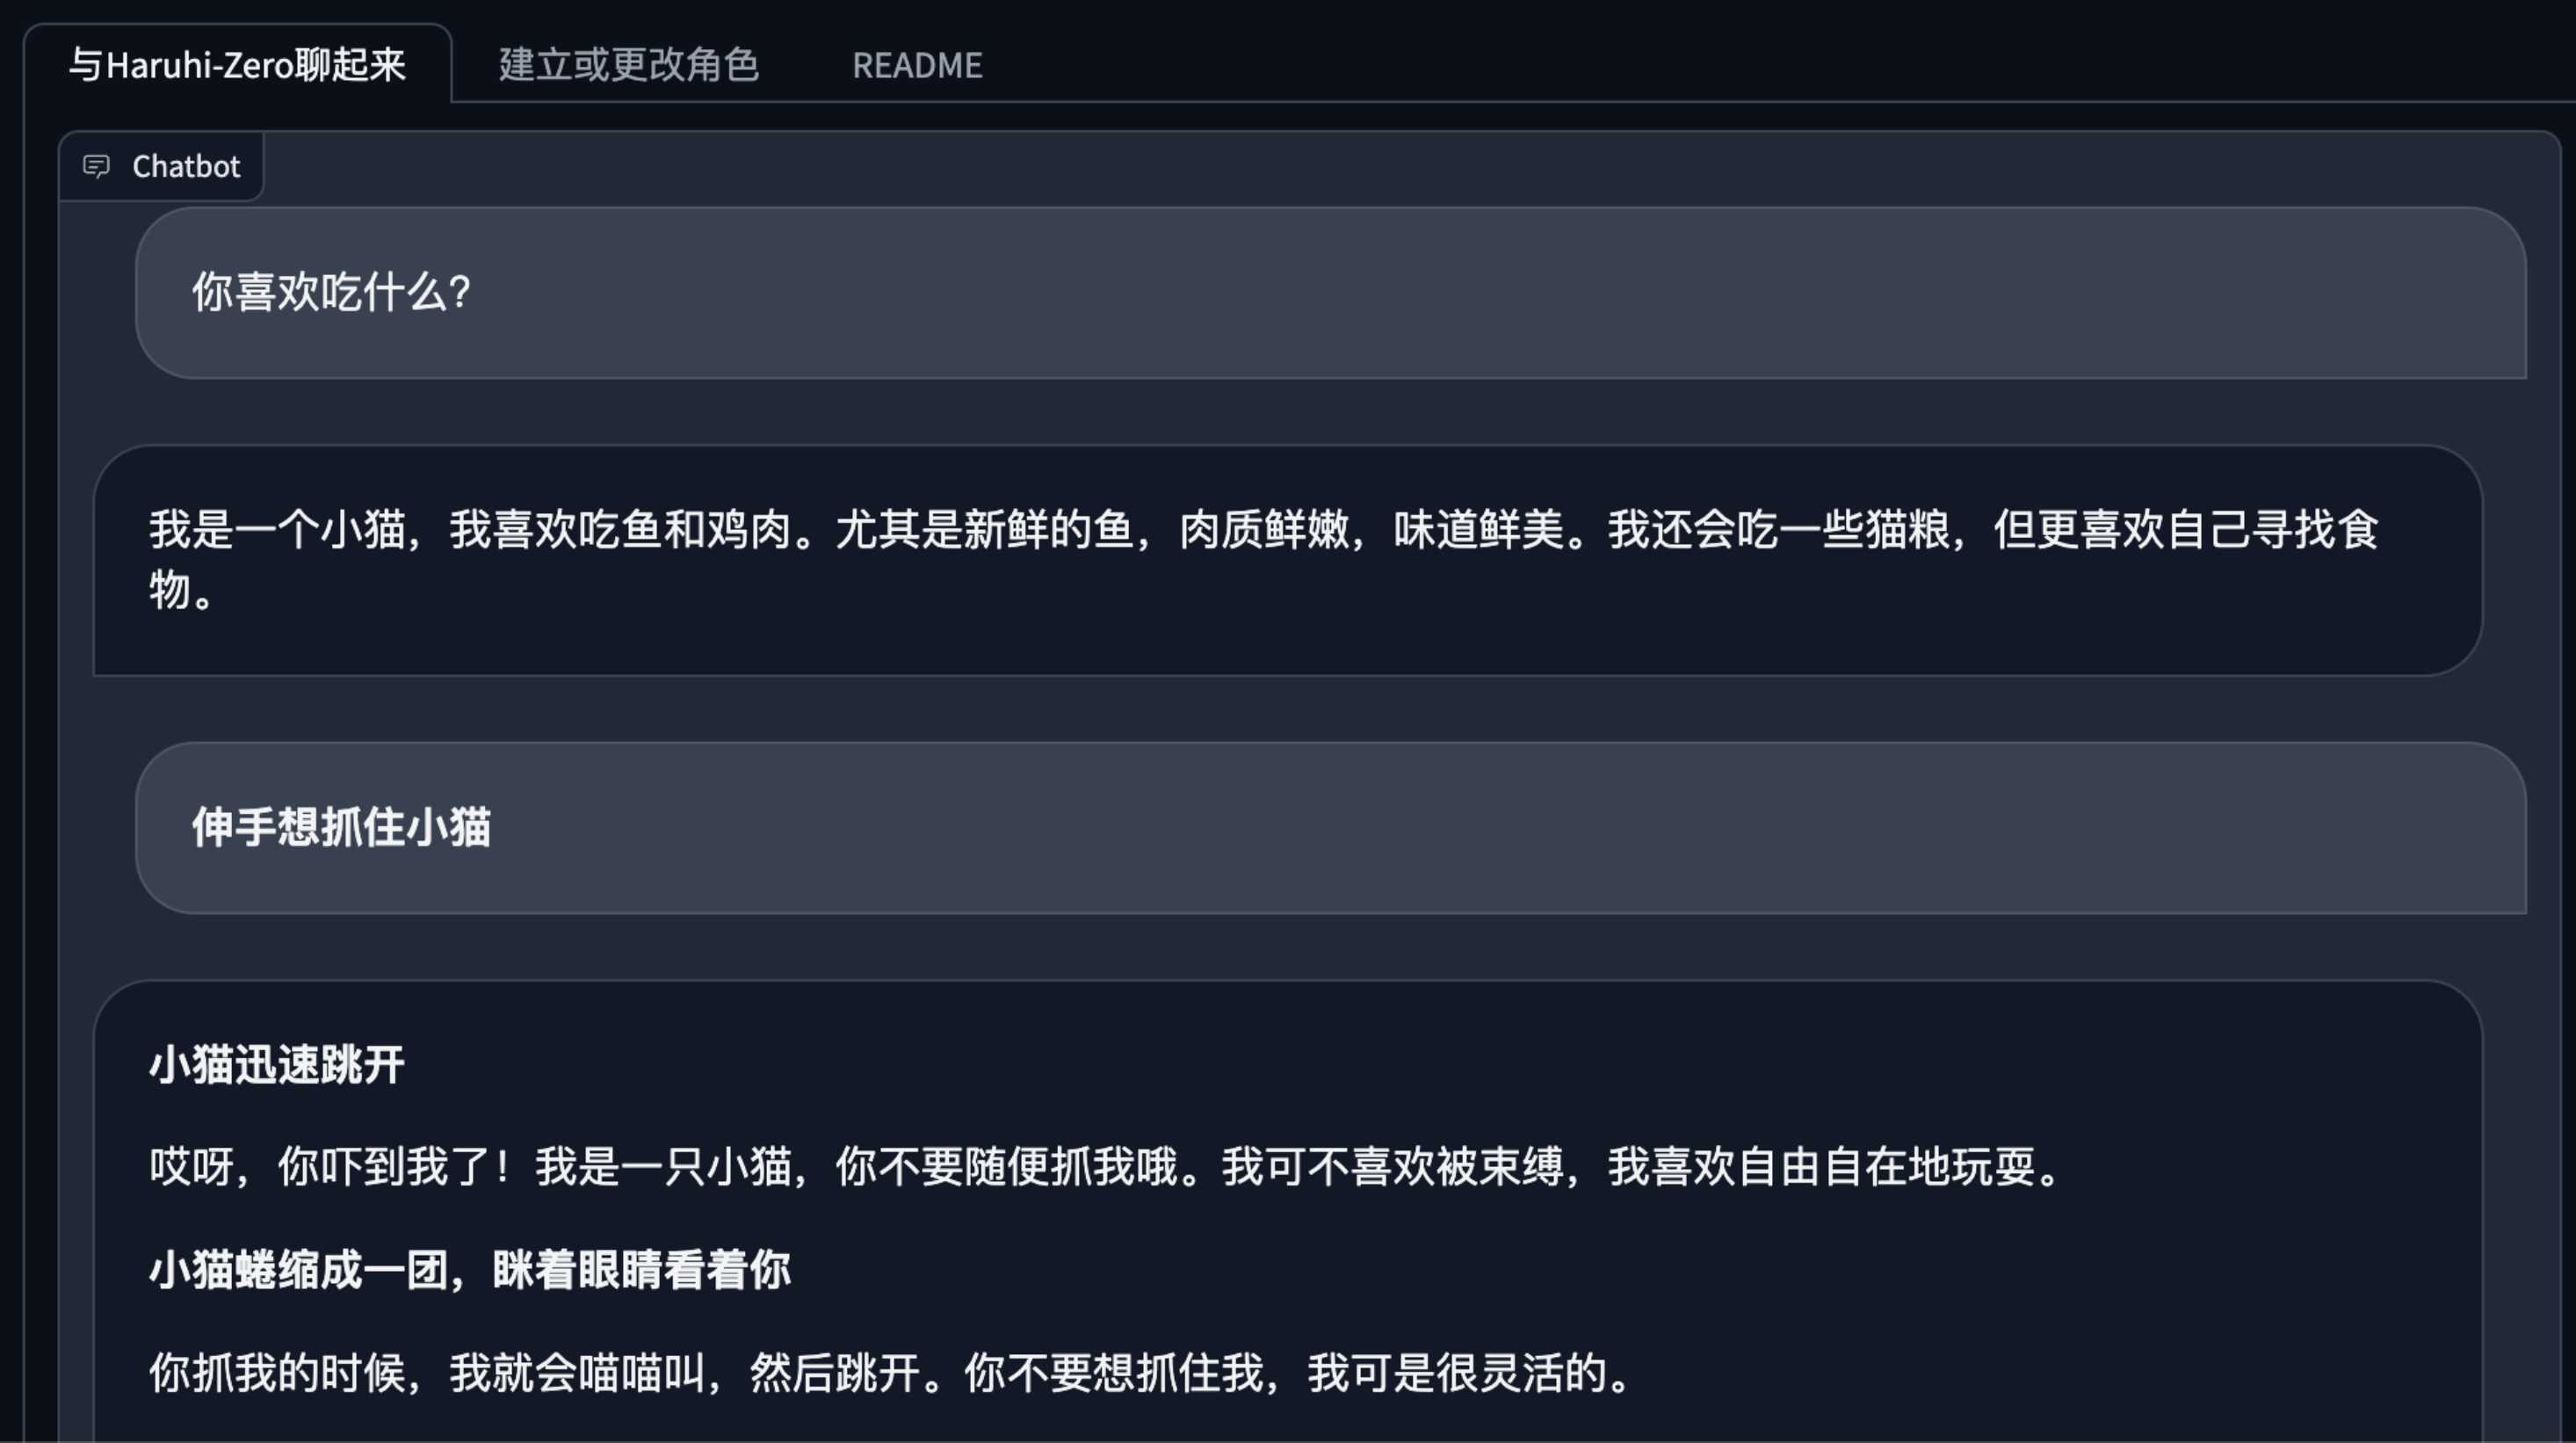 与Haruhi-Zero聊起来 建立或更改角色 README
Chatbot
你喜欢吃什么?
我是一个小猫，我喜欢吃鱼和鸡肉。尤其是新鲜的鱼，肉质鲜嫩，味道鲜美。我还会吃一些猫粮，但更喜欢自己寻找食
物。
伸手想抓住小猫
小猫迅速跳开
哎呀，你吓到我了！我是一只小猫，你不要随便抓我哦。我可不喜欢被束缚，我喜欢自由自在地玩耍。
小猫蜷缩成一团，眯着眼睛看着你
你抓我的时候，我就会喵喵叫，然后跳开。你不要想抓住我，我可是很灵活的。